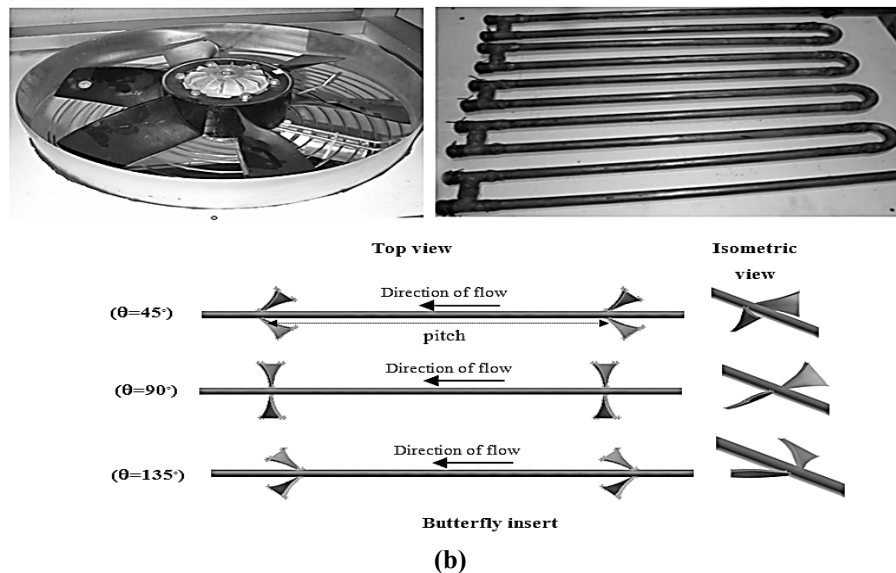 Top view
Isometric
view
(θ=45°)
Direction of flow
pitch
(θ=90°)
Direction of flow
(θ=135°)
Direction of flow
Butterfly insert
(b)